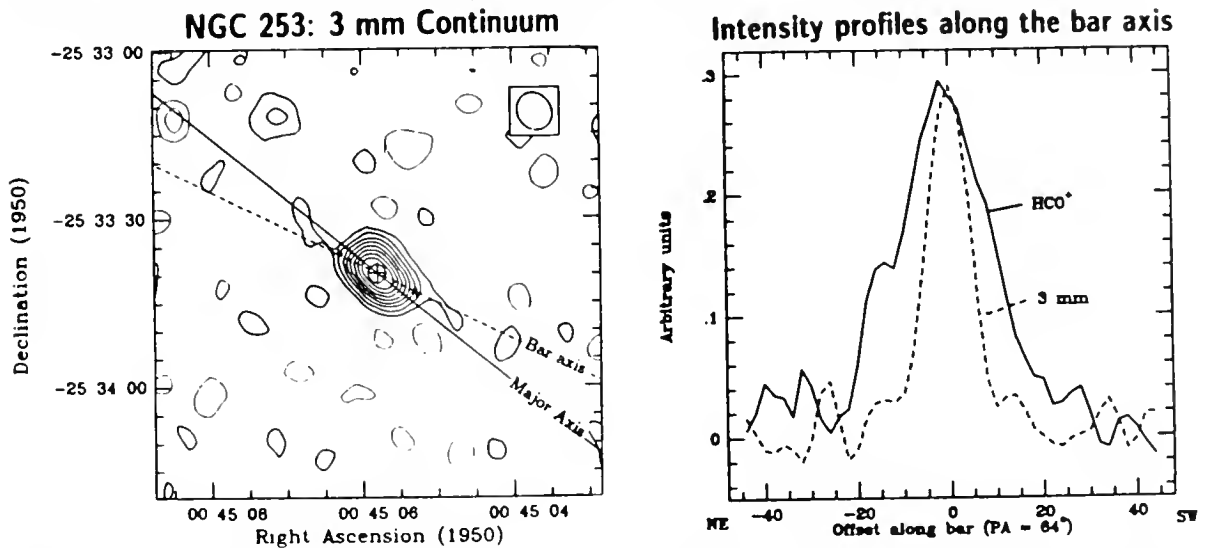 NGC 253: 3 mm Continuum
-25 33 00
-25 33 30
-25 34 00
Declination (1950)
Bar axis
Major Axis
00 45 08
00 45 06
00 45 04
Right Ascension (1950)
Intensity profiles along the bar axis
.3
.2
.1
0
Arbitrary units
HCO⁺
3 mm
NE
-40
-20
0
20
40
SW
Offset along bar (PA = 64°)